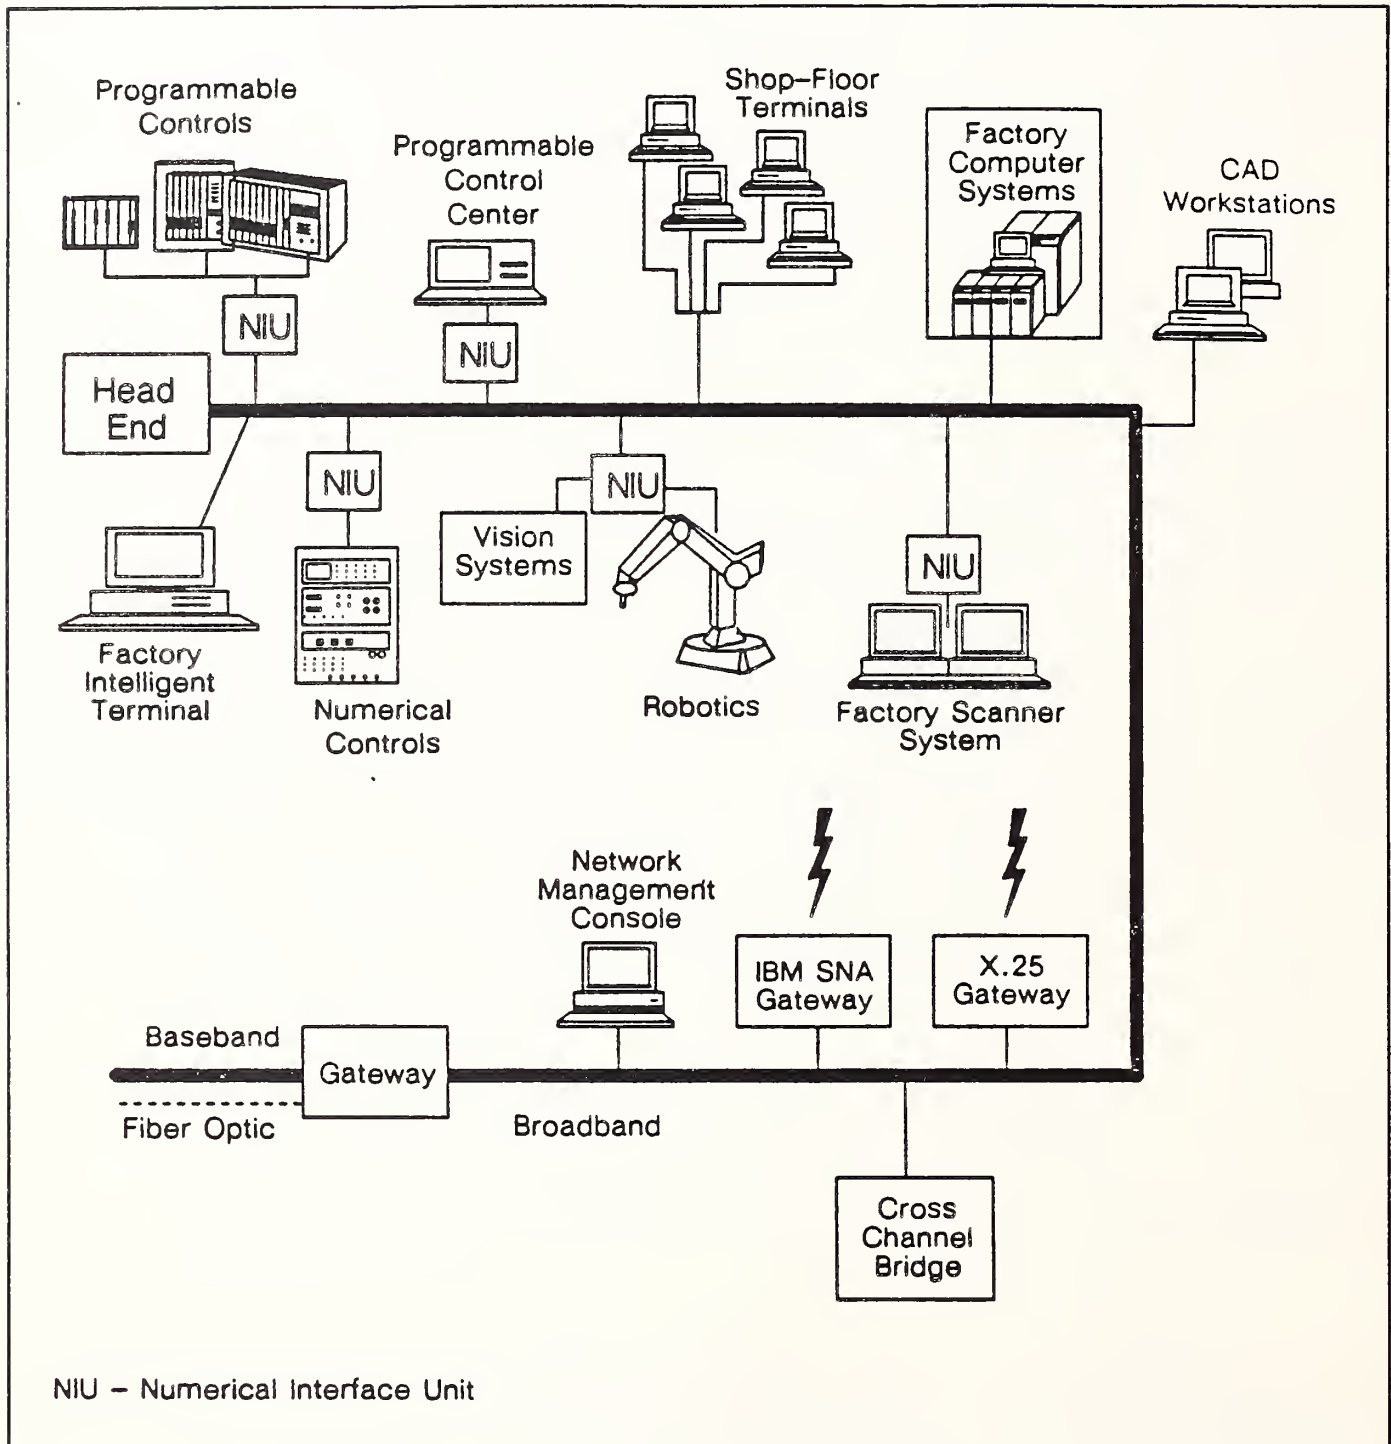 Programmable
Controls
Programmable
Control
Center
Shop-Floor
Terminals
Factory
Computer
Systems
CAD
Workstations
NIU
NIU
Head
End
NIU
NIU
Vision
Systems
NIU
Factory
Intelligent
Terminal
Numerical
Controls
Robotics
Factory Scanner
System
Network
Management
Console
IBM SNA
Gateway
X.25
Gateway
Baseband
Gateway
Fiber Optic
Broadband
Cross
Channel
Bridge
NIU – Numerical Interface Unit